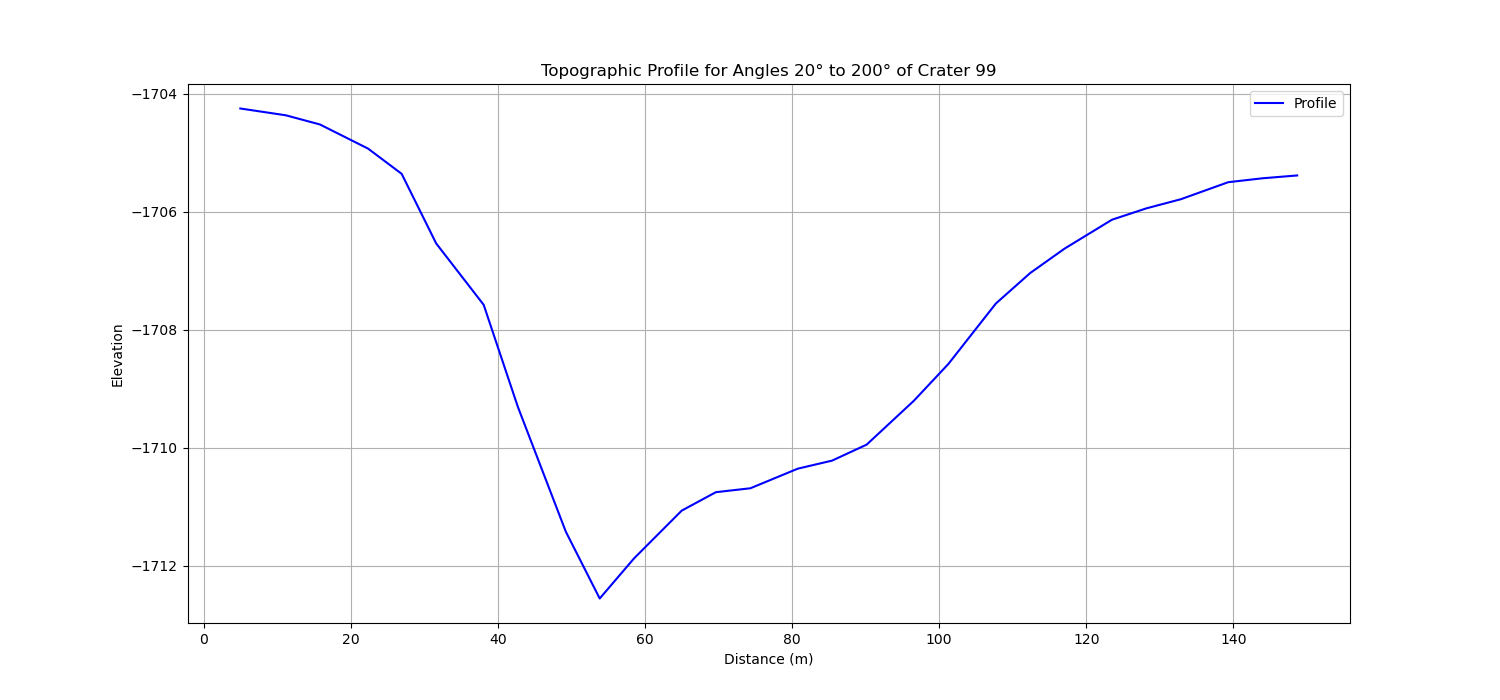 Topographic Profile for Angles 20° to 200° of Crater 99
Profile
Elevation
−1704
−1706
−1708
−1710
−1712
0 20 40 60 80 100 120 140
Distance (m)